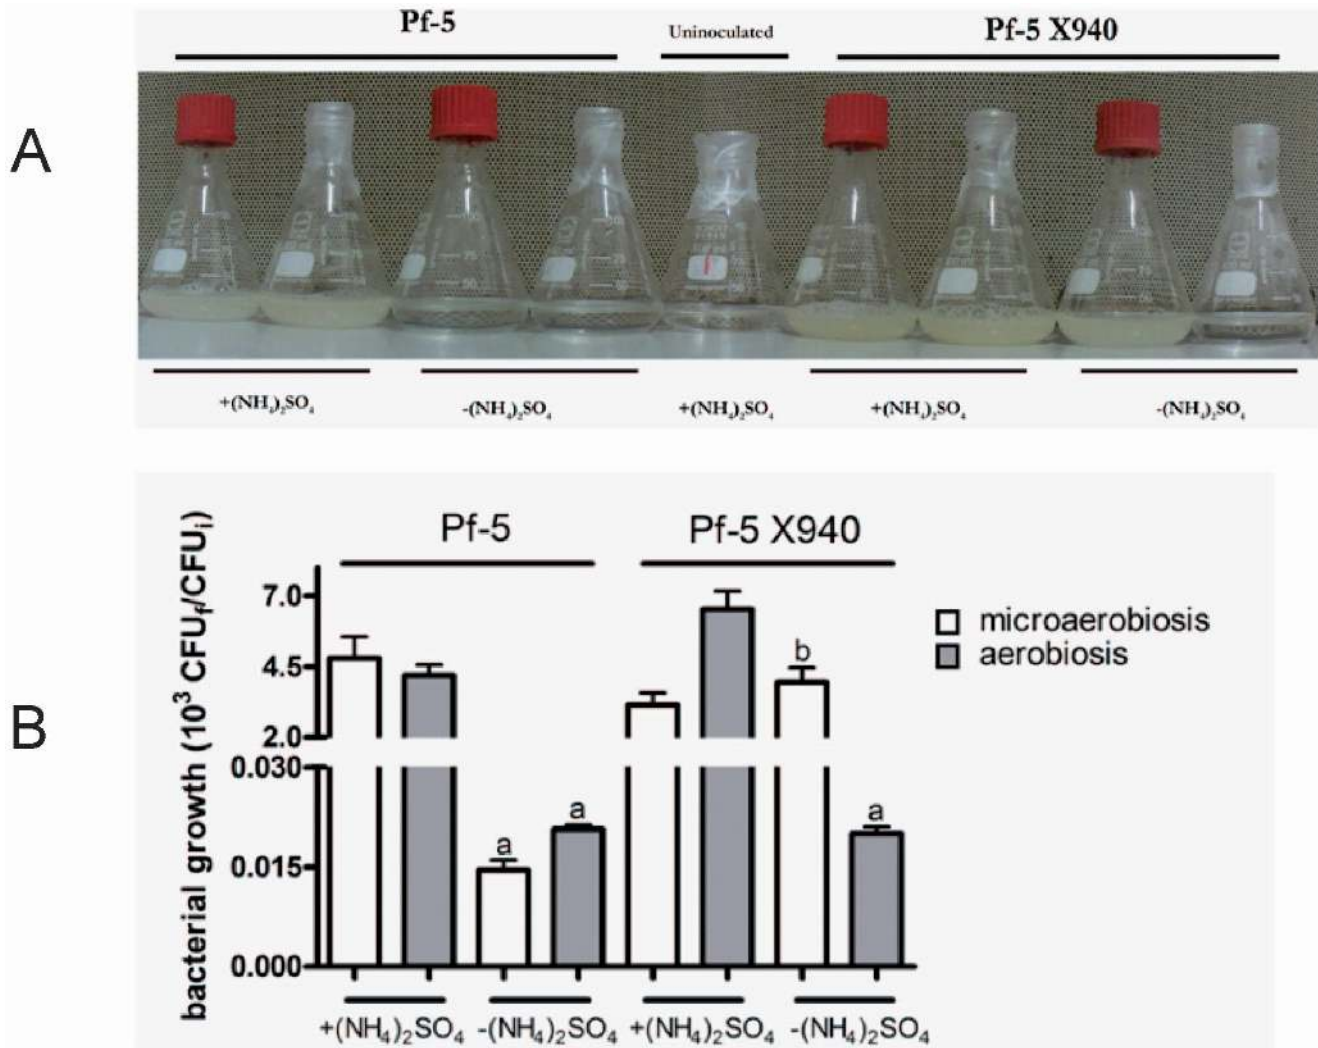 A
Pf-5
Uninoculated
Pf-5 X940
+(NH₄)₂SO₄
-(NH₄)₂SO₄
+(NH₄)₂SO₄
+(NH₄)₂SO₄
-(NH₄)₂SO₄
B
Pf-5
Pf-5 X940
bacterial growth (10³ CFUf/CFUi)
7.0
4.5
2.0
0.030
0.015
0.000
a
a
b
a
microaerobiosis
aerobiosis
+(NH₄)₂SO₄ -(NH₄)₂SO₄ +(NH₄)₂SO₄ -(NH₄)₂SO₄